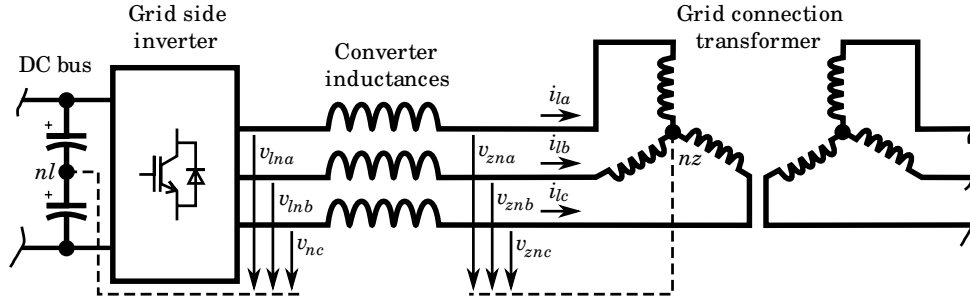 Grid side
inverter
Grid connection
transformer
DC bus
Converter
inductances
+
+
nl
i_la
i_lb
i_lc
v_lna
v_lnb
v_nc
v_zna
v_znb
v_znc
nz